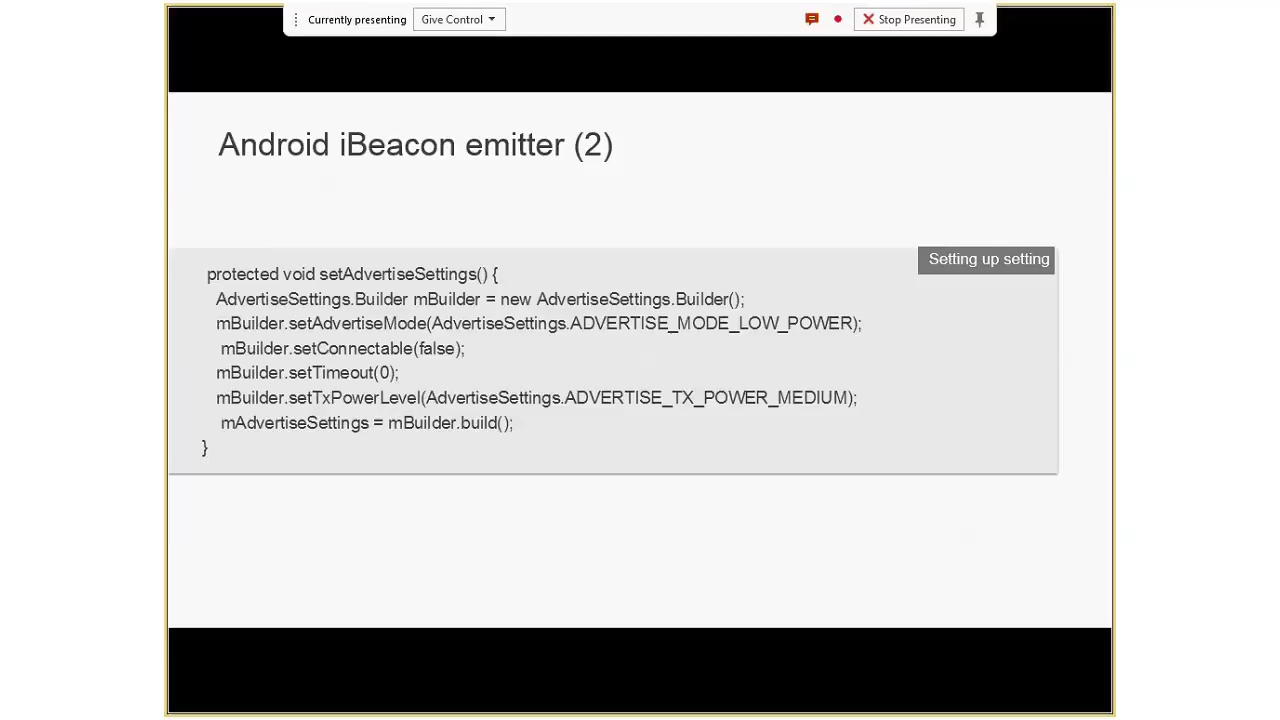 Currently presenting
Give Control
Stop Presenting
Android iBeacon emitter (2)
Setting up setting
protected void setAdvertiseSettings() {
AdvertiseSettings.Builder mBuilder = new AdvertiseSettings.Builder();
mBuilder.setAdvertiseMode(AdvertiseSettings.ADVERTISE_MODE_LOW_POWER);
mBuilder.setConnectable(false);
mBuilder.setTimeout(0);
mBuilder.setTxPowerLevel(AdvertiseSettings.ADVERTISE_TX_POWER_MEDIUM);
mAdvertiseSettings = mBuilder.build();
}